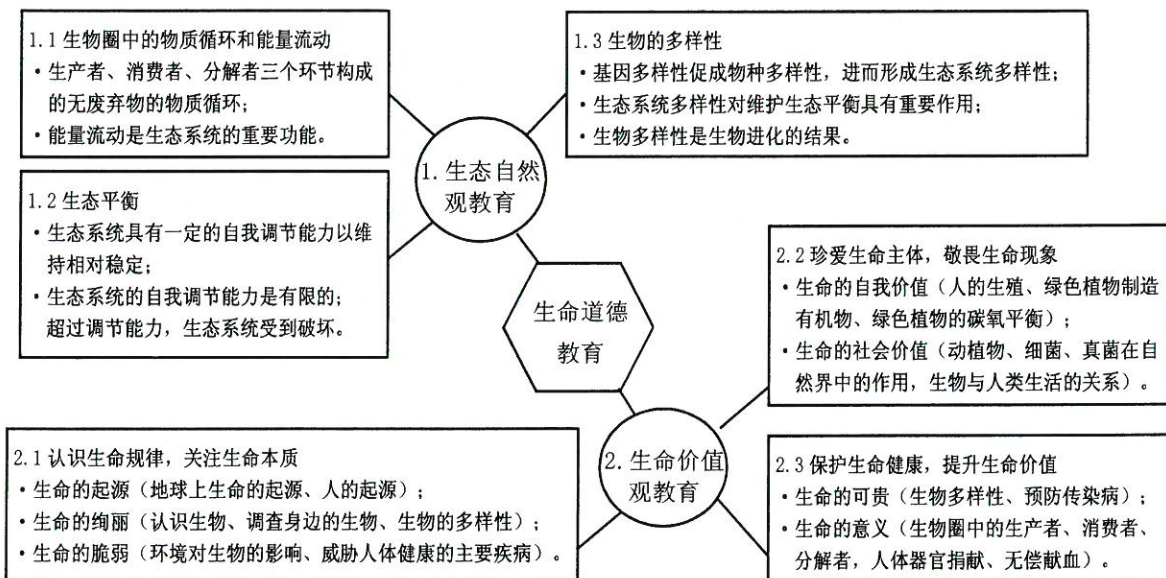 1.1 生物圈中的物质循环和能量流动
·生产者、消费者、分解者三个环节构成
的无废弃物的物质循环;
·能量流动是生态系统的重要功能。
1.3 生物的多样性
·基因多样性促成物种多样性, 进而形成生态系统多样性;
·生态系统多样性对维护生态平衡具有重要作用;
·生物多样性是生物进化的结果。
1.生态自然
观教育
1.2 生态平衡
·生态系统具有一定的自我调节能力以维
持相对稳定;
·生态系统的自我调节能力是有限的;
超过调节能力, 生态系统受到破坏。
生命道德
教育
2.2 珍爱生命主体, 敬畏生命现象
·生命的自我价值(人的生殖、绿色植物制造
有机物、绿色植物的碳氧平衡);
·生命的社会价值(动植物、细菌、真菌在自
然界中的作用, 生物与人类生活的关系)。
2.1 认识生命规律, 关注生命本质
·生命的起源(地球上生命的起源、人的起源);
·生命的绚丽(认识生物、调查身边的生物、生物的多样性);
·生命的脆弱(环境对生物的影响、威胁人体健康的主要疾病)。
2.生命价值
观教育
2.3 保护生命健康, 提升生命价值
·生命的可贵(生物多样性、预防传染病);
·生命的意义(生物圈中的生产者、消费者、
分解者, 人体器官捐献、无偿献血)。